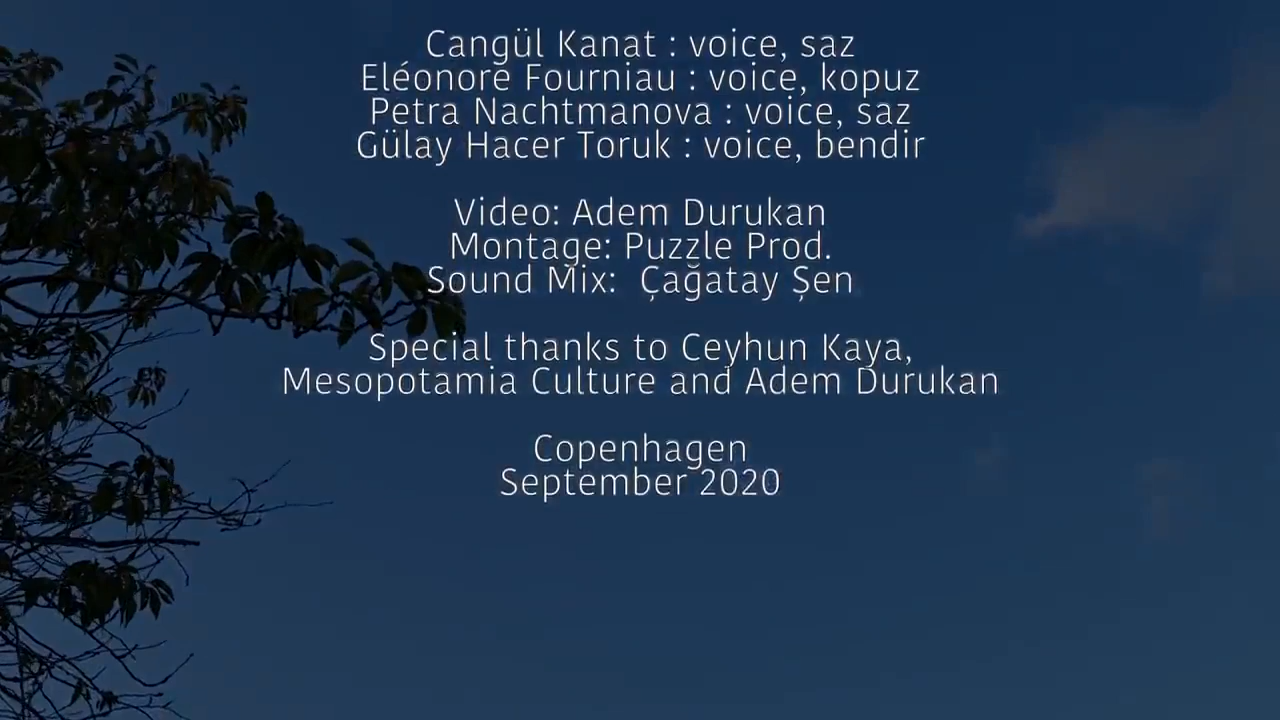 Cangül Kanat : voice, saz
Eléonore Fourniau : voice, kopuz
Petra Nachtmanova : voice, saz
Gülay Hacer Toruk : voice, bendir
Video: Adem Durukan
Montage: Puzzle Prod.
Sound Mix:  Çağatay Şen
Special thanks to Ceyhun Kaya,
Mesopotamia Culture and Adem Durukan
Copenhagen
September 2020